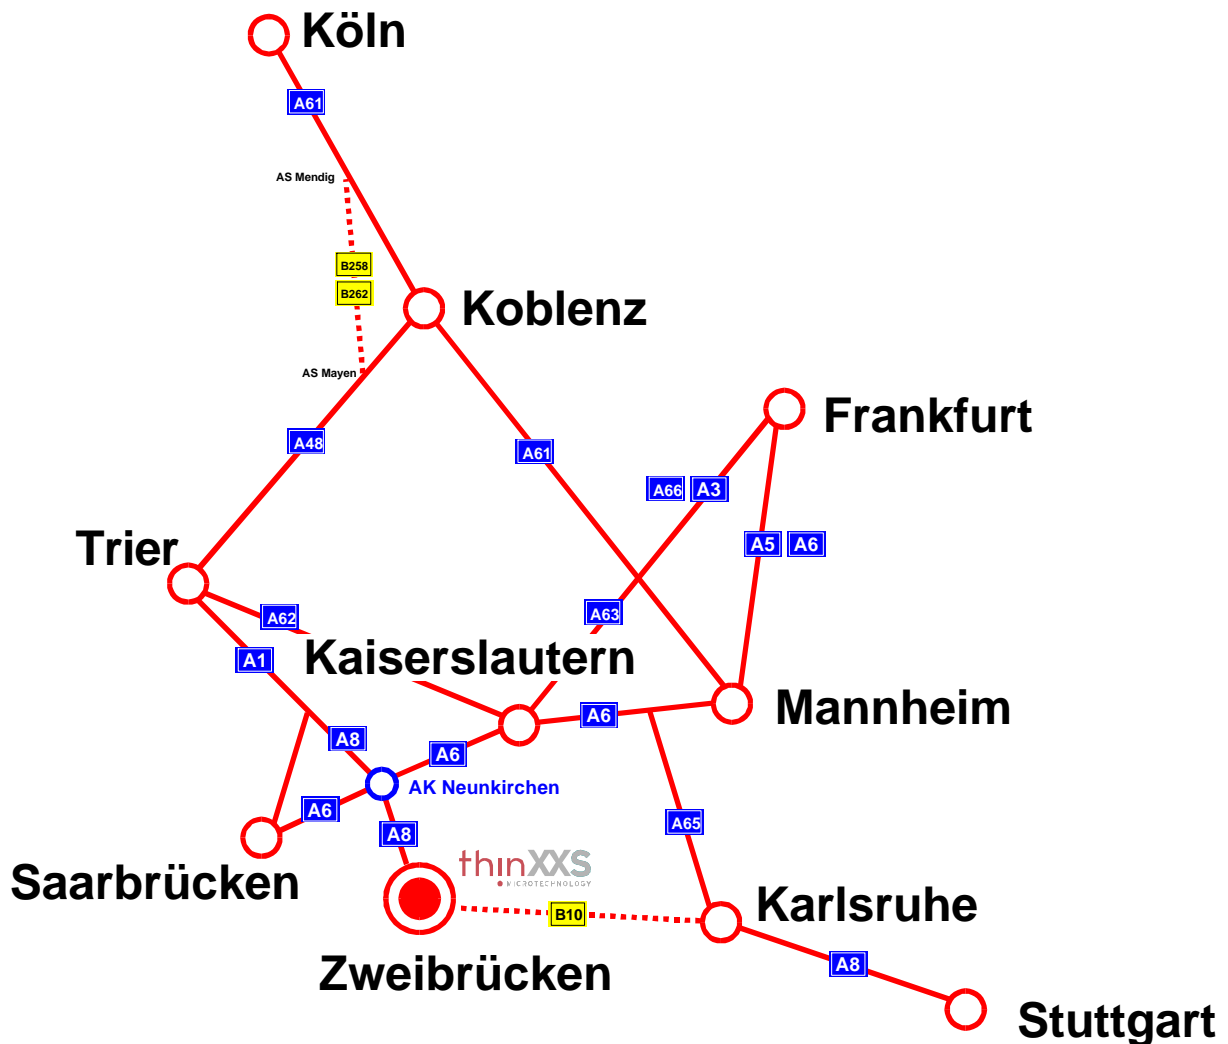 Köln
A61
AS Mendig
B258
B262
Koblenz
AS Mayen
Frankfurt
A48
A61
A66 A3
A5 A6
Trier
A62
A63
A1
Kaiserslautern
Mannheim
A6
A8
A6
AK Neunkirchen
A6
A8
A65
thinXXS
MICROTECHNOLOGY
Saarbrücken
B10
Karlsruhe
Zweibrücken
A8
Stuttgart